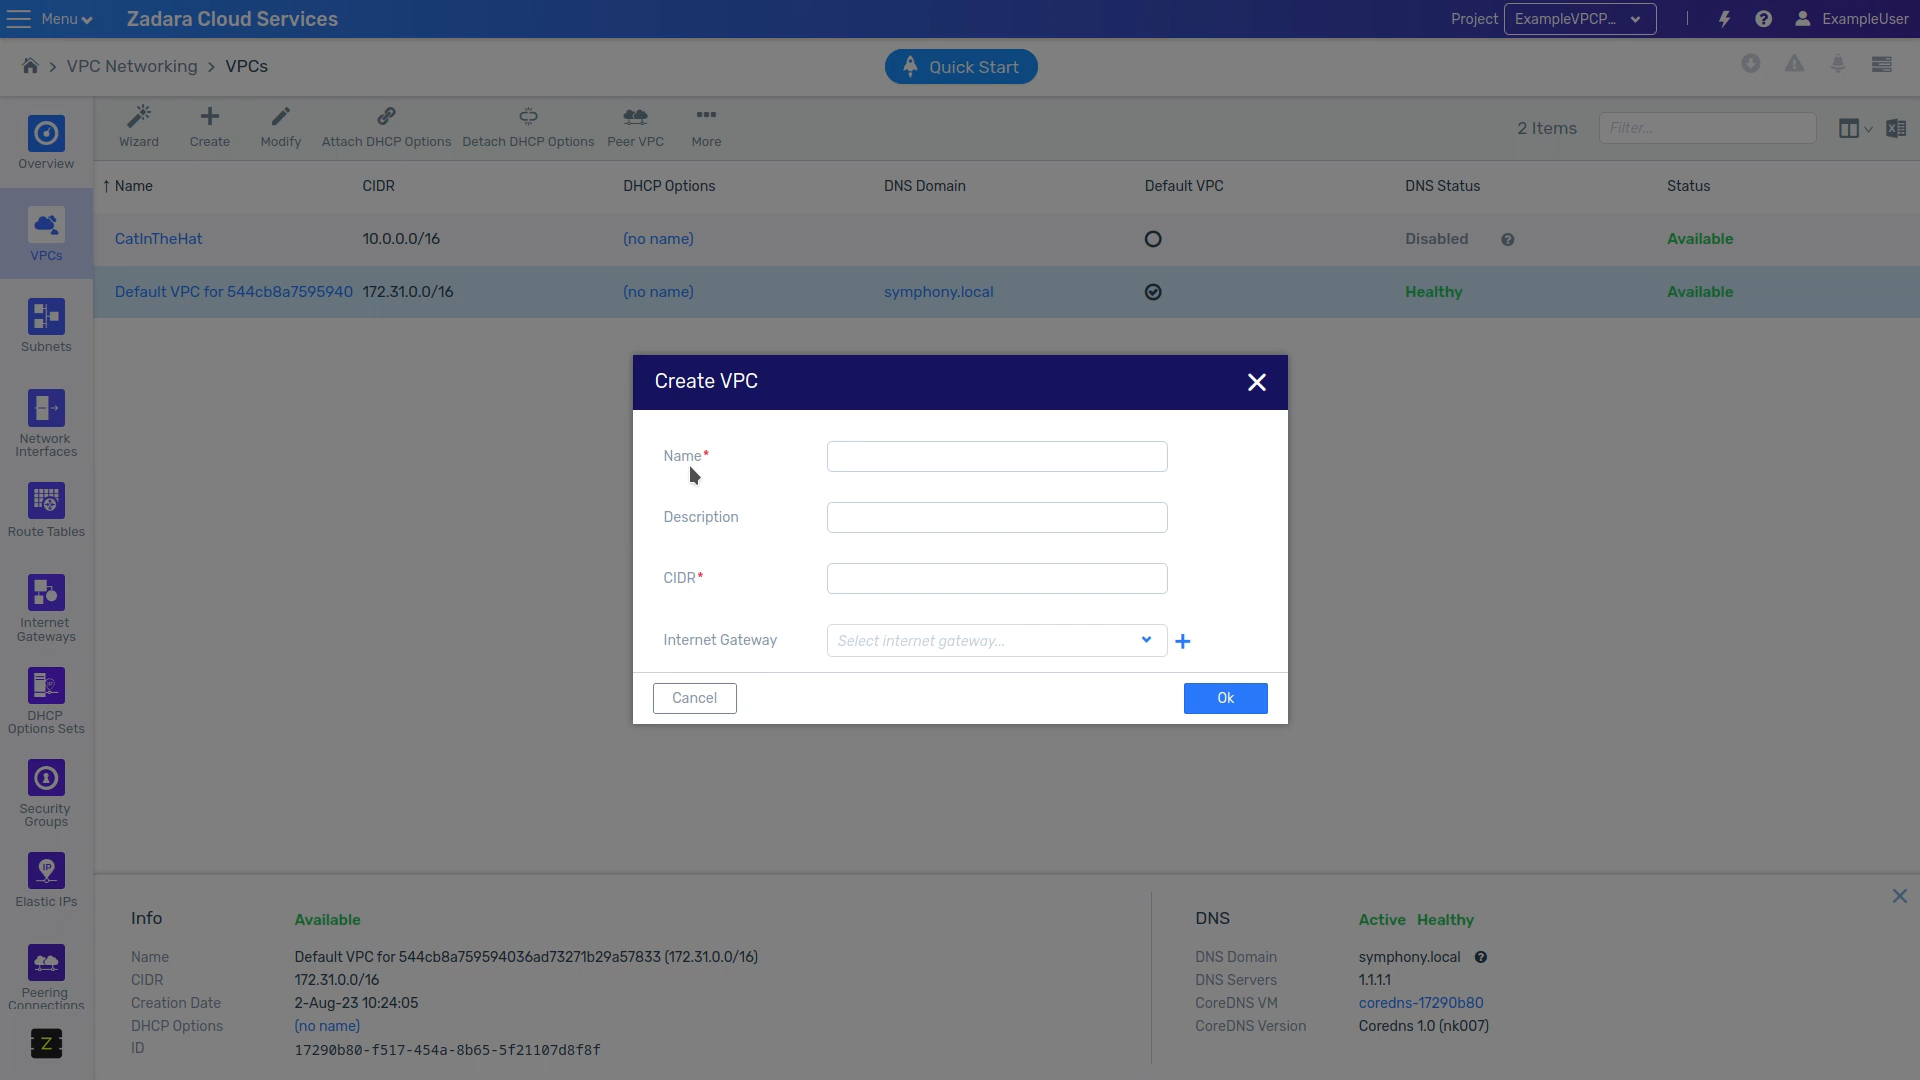 Menu
Zadara Cloud Services
Project
ExampleVPCP...
ExampleUser
VPC Networking > VPCs
Quick Start
Overview
VPCs
Subnets
Network
Interfaces
Route Tables
Internet
Gateways
DHCP
Options Sets
Security
Groups
IP
Elastic IPs
Peering
Connections
Z
Wizard
Create
Modify
Attach DHCP Options
Detach DHCP Options
Peer VPC
More
2 Items
Filter...
↑ Name CIDR DHCP Options DNS Domain Default VPC DNS Status Status
CatInTheHat 10.0.0.0/16 (no name) Disabled Available
Default VPC for 544cb8a7595940 172.31.0.0/16 (no name) symphony.local Healthy Available
Create VPC
Name*
Description
CIDR*
Internet Gateway
Select internet gateway...
Cancel
Ok
Info Available
Name Default VPC for 544cb8a759594036ad73271b29a57833 (172.31.0.0/16)
CIDR 172.31.0.0/16
Creation Date 2-Aug-23 10:24:05
DHCP Options (no name)
ID 17290b80-f517-454a-8b65-5f21107d8f8f
DNS Active Healthy
DNS Domain symphony.local
DNS Servers 1.1.1.1
CoreDNS VM coredns-17290b80
CoreDNS Version Coredns 1.0 (nk007)